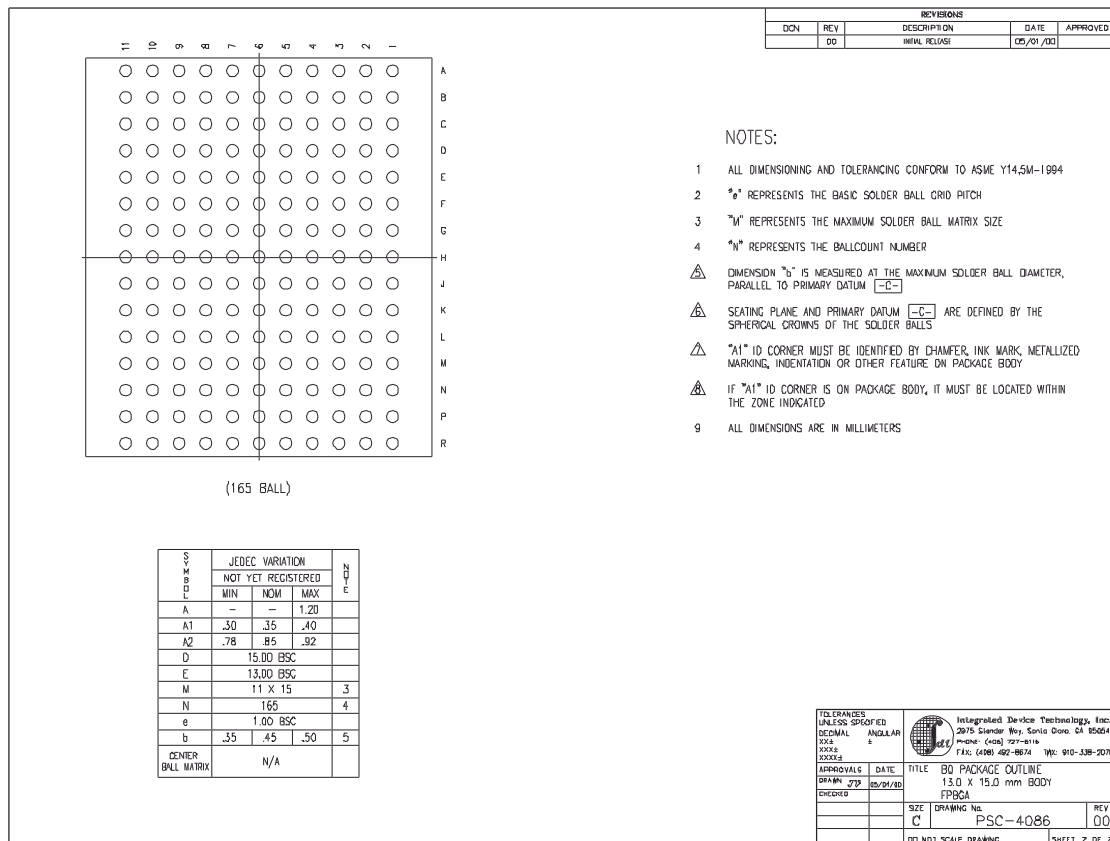 REVISIONS
DCN REV DESCRIPTION DATE APPROVED
00 INITIAL RELEASE 05/01/00
11 10 9 8 7 6 5 4 3 2 1
A
B
C
D
E
F
G
H
J
K
L
M
N
P
R
(165 BALL)
NOTES:
1 ALL DIMENSIONING AND TOLERANCING CONFORM TO ASME Y14.5M-1994
2 "e" REPRESENTS THE BASIC SOLDER BALL GRID PITCH
3 "M" REPRESENTS THE MAXIMUM SOLDER BALL MATRIX SIZE
4 "N" REPRESENTS THE BALLCOUNT NUMBER
5 DIMENSION "b" IS MEASURED AT THE MAXIMUM SOLDER BALL DIAMETER,
PARALLEL TO PRIMARY DATUM -C-
6 SEATING PLANE AND PRIMARY DATUM -C- ARE DEFINED BY THE
SPHERICAL CROWNS OF THE SOLDER BALLS
7 "A1" ID CORNER MUST BE IDENTIFIED BY CHAMFER, INK MARK, METALLIZED
MARKING, INDENTATION OR OTHER FEATURE ON PACKAGE BODY
8 IF "A1" ID CORNER IS ON PACKAGE BODY, IT MUST BE LOCATED WITHIN
THE ZONE INDICATED
9 ALL DIMENSIONS ARE IN MILLIMETERS
SYMBOL JEDEC VARIATION NOTE
NOT YET REGISTERED
MIN NOM MAX
A - - 1.20
A1 .30 .35 .40
A2 .78 .85 .92
D 15.00 BSC
E 13.00 BSC
M 11 X 15 3
N 165 4
e 1.00 BSC
b .35 .45 .50 5
CENTER
BALL MATRIX N/A
TOLERANCES
UNLESS SPECIFIED
DECIMAL ANGULAR
XX± ±
XXX±
XXXX±
idt
Integrated Device Technology, Inc.
2975 Stender Way, Santa Clara, CA 95054
PHONE: (408) 727-6116
FAX: (408) 492-8674 TWX: 910-338-2070
APPROVALS DATE
DRAWN 05/01/00
CHECKED
TITLE BQ PACKAGE OUTLINE
13.0 X 15.0 mm BODY
FPBGA
SIZE DRAWING No. REV
C PSC-4086 00
DO NOT SCALE DRAWING SHEET 2 OF 2